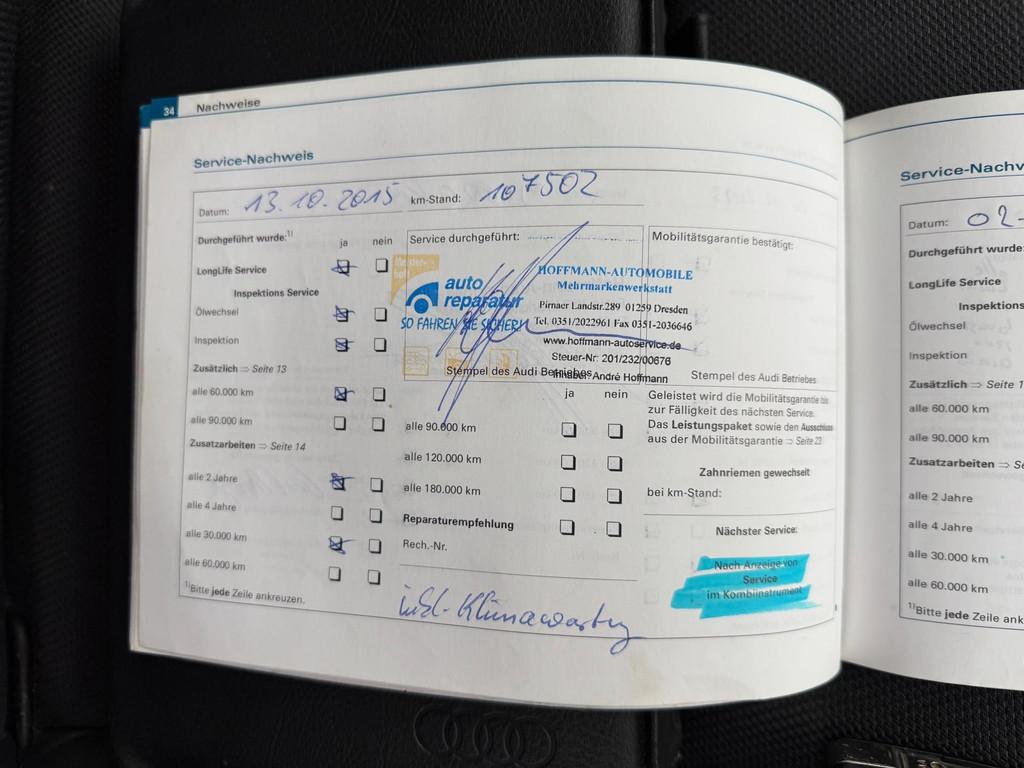 34 Nachweise
Service-Nachweis
Datum: 13.10.2015 km-Stand: 107502
Durchgeführt wurde:1)
ja nein
LongLife Service
Inspektions Service
Ölwechsel
Inspektion
Zusätzlich ⇒ Seite 13
alle 60.000 km
alle 90.000 km
Zusatzarbeiten ⇒ Seite 14
alle 2 Jahre
alle 4 Jahre
alle 30.000 km
alle 60.000 km
1)Bitte jede Zeile ankreuzen.
Service durchgeführt:
Meister-
haft
auto
reparatur
SO FAHREN SIE SICHER!
HOFFMANN-AUTOMOBILE
Mehrmarkenwerkstatt
Pirnaer Landstr.289 01259 Dresden
Tel. 0351/2022961 Fax 0351-2036646
www.hoffmann-autoservice.de
Steuer-Nr: 201/232/00676
Inhaber: André Hoffmann
Stempel des Audi Betriebes
ja nein
alle 90.000 km
alle 120.000 km
alle 180.000 km
Reparaturempfehlung
Rech.-Nr.
inkl. Klimawartung
Mobilitätsgarantie bestätigt:
Stempel des Audi Betriebes
Geleistet wird die Mobilitätsgarantie bis
zur Fälligkeit des nächsten Service.
Das Leistungspaket sowie den Ausschluss
aus der Mobilitätsgarantie ⇒ Seite 23
Zahnriemen gewechselt
bei km-Stand:
Nächster Service:
Nach Anzeige von
Service
im Kombiinstrument
Service-Nachw
Datum: 02-
Durchgeführt wurde
LongLife Service
Inspektions
Ölwechsel
Inspektion
Zusätzlich ⇒ Seite 1
alle 60.000 km
alle 90.000 km
Zusatzarbeiten ⇒ Se
alle 2 Jahre
alle 4 Jahre
alle 30.000 km
alle 60.000 km
1)Bitte jede Zeile ank